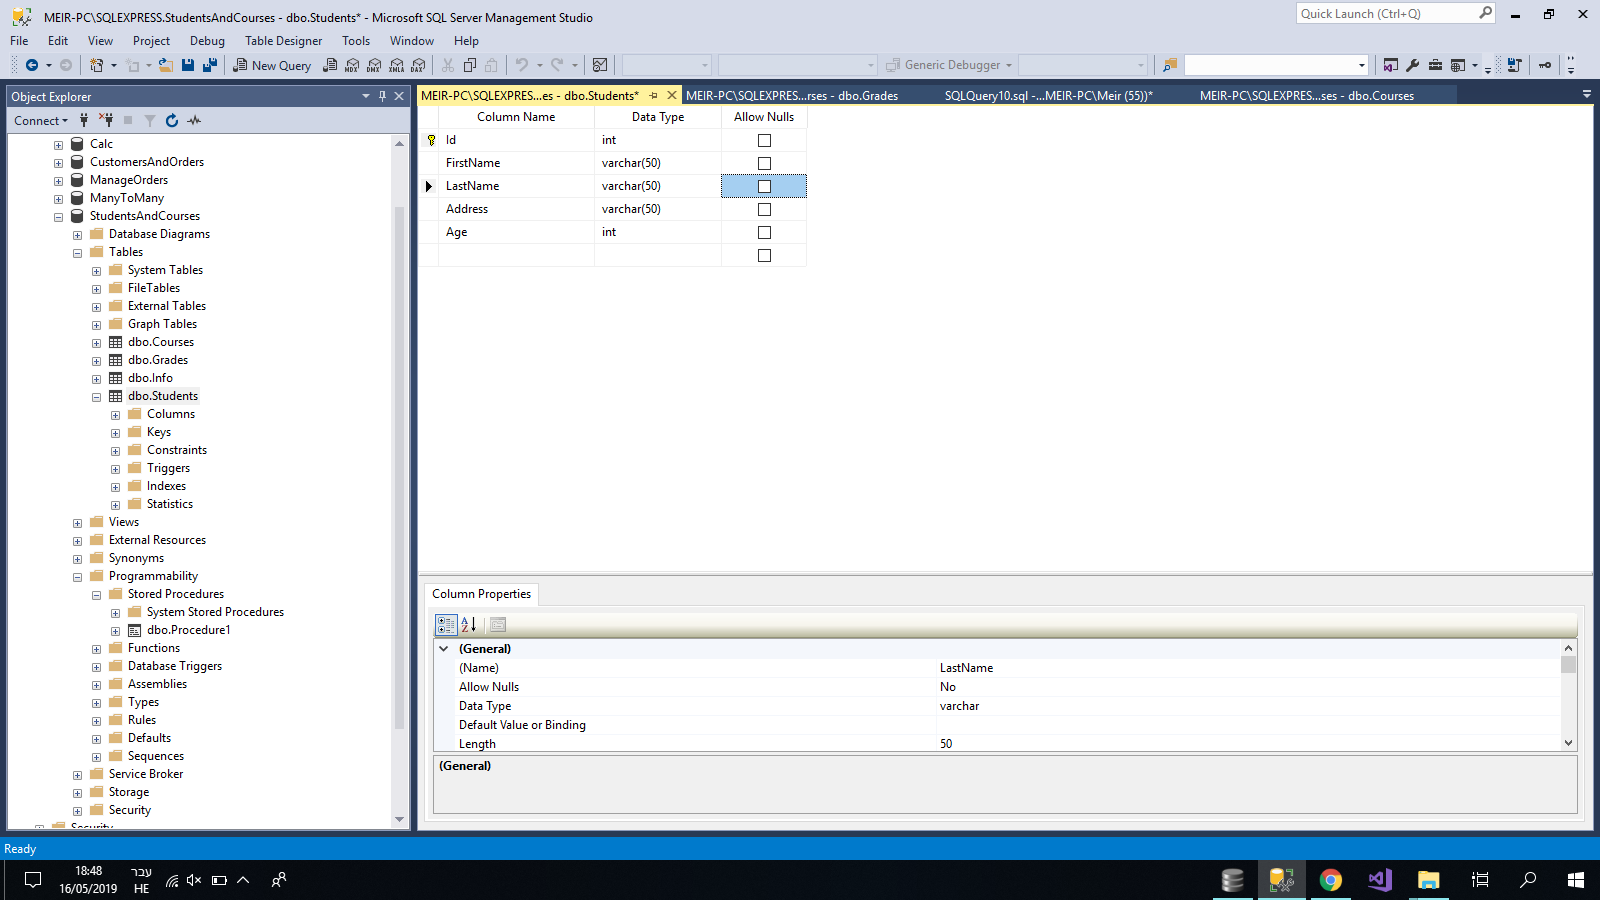 MEIR-PC\SQLEXPRESS.StudentsAndCourses - dbo.Students* - Microsoft SQL Server Management Studio
Quick Launch (Ctrl+Q)
File Edit View Project Debug Table Designer Tools Window Help
New Query
MDX DMX XMLA DAX
Generic Debugger
Object Explorer
Connect
Calc
CustomersAndOrders
ManageOrders
ManyToMany
StudentsAndCourses
Database Diagrams
Tables
System Tables
FileTables
External Tables
Graph Tables
dbo.Courses
dbo.Grades
dbo.Info
dbo.Students
Columns
Keys
Constraints
Triggers
Indexes
Statistics
Views
External Resources
Synonyms
Programmability
Stored Procedures
System Stored Procedures
dbo.Procedure1
Functions
Database Triggers
Assemblies
Types
Rules
Defaults
Sequences
Service Broker
Storage
Security
Security
MEIR-PC\SQLEXPRES...es - dbo.Students* MEIR-PC\SQLEXPRES...rses - dbo.Grades SQLQuery10.sql -...MEIR-PC\Meir (55))* MEIR-PC\SQLEXPRES...ses - dbo.Courses
Column Name Data Type Allow Nulls
Id int
FirstName varchar(50)
LastName varchar(50)
Address varchar(50)
Age int
Column Properties
(General)
(Name) LastName
Allow Nulls No
Data Type varchar
Default Value or Binding
Length 50
(General)
Ready
18:48
16/05/2019
עבר
HE